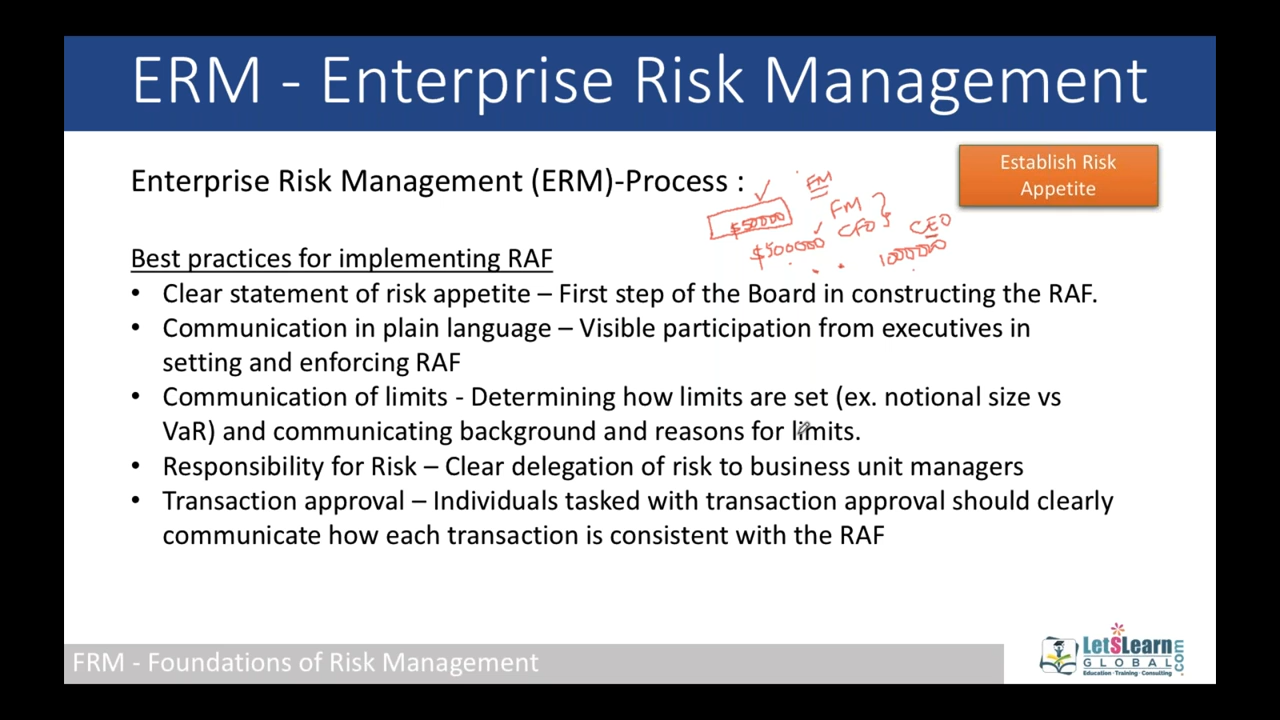 ERM - Enterprise Risk Management
Establish Risk
Appetite
Enterprise Risk Management (ERM)-Process :
FM
$50000
FM
CFO
CEO
$500000
1000000
Best practices for implementing RAF
• Clear statement of risk appetite – First step of the Board in constructing the RAF.
• Communication in plain language – Visible participation from executives in
setting and enforcing RAF
• Communication of limits - Determining how limits are set (ex. notional size vs
VaR) and communicating background and reasons for limits.
• Responsibility for Risk – Clear delegation of risk to business unit managers
• Transaction approval – Individuals tasked with transaction approval should clearly
communicate how each transaction is consistent with the RAF
FRM - Foundations of Risk Management
LetSLearn
GLOBAL.com
Education · Training · Consulting